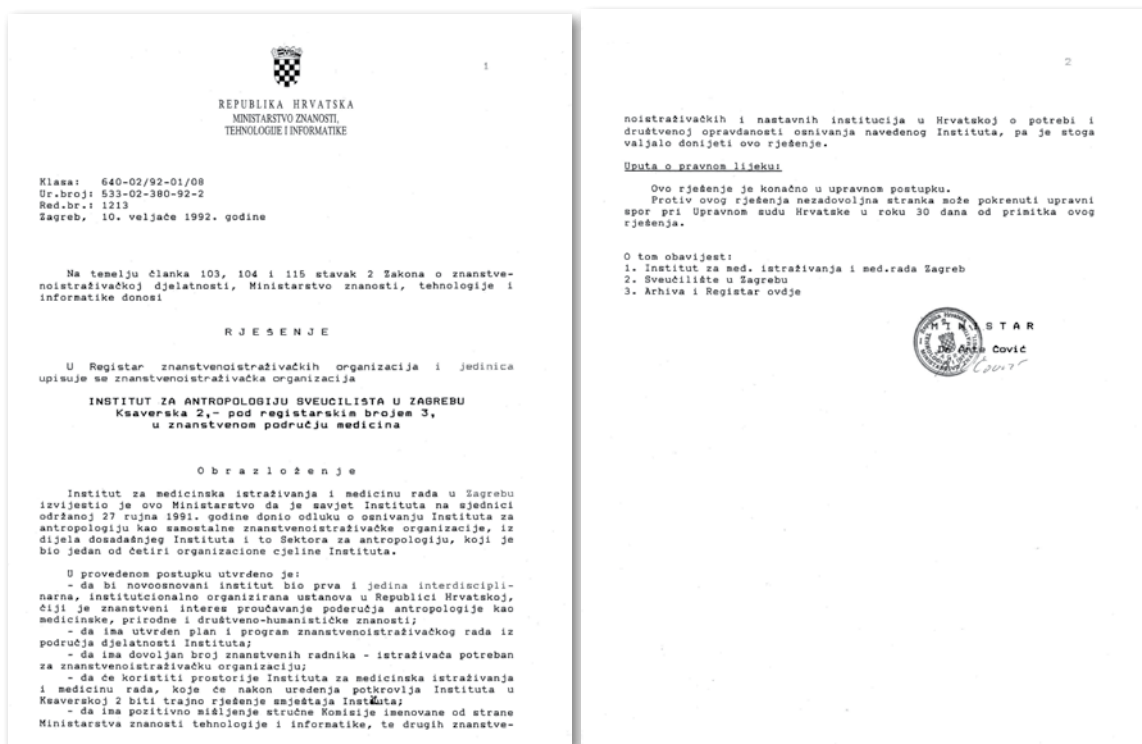 1
REPUBLIKA HRVATSKA
MINISTARSTVO ZNANOSTI,
TEHNOLOGIJE I INFORMATIKE
Klasa: 640-02/92-01/08
Ur.broj: 533-02-380-92-2
Red.br.: 1213
Zagreb, 10. veljače 1992. godine
Na temelju članka 103, 104 i 115 stavak 2 Zakona o znanstve-
noistraživačkoj djelatnosti, Ministarstvo znanosti, tehnologije i
informatike donosi
R J E Š E N J E
U Registar znanstvenoistraživačkih organizacija i jedinica
upisuje se znanstvenoistraživačka organizacija
INSTITUT ZA ANTROPOLOGIJU SVEUCILISTA U ZAGREBU
Ksaverska 2,- pod registarskim brojem 3,
u znanstvenom području medicina
O b r a z l o ž e n j e
Institut za medicinska istraživanja i medicinu rada u Zagrebu
izvijestio je ovo Ministarstvo da je savjet Instituta na sjednici
održanoj 27 rujna 1991. godine donio odluku o osnivanju Instituta za
antropologiju kao samostalne znanstvenoistraživačke organizacije, iz
dijela dosadašnjeg Instituta i to Sektora za antropologiju, koji je
bio jedan od četiri organizacione cjeline Instituta.
U provedenom postupku utvrđeno je:
- da bi novoosnovani institut bio prva i jedina interdiscipli-
narna, institutcionalno organizirana ustanova u Republici Hrvatskoj,
čiji je znanstveni interes proučavanje poderučja antropologije kao
medicinske, prirodne i društveno-humanističke znanosti;
- da ima utvrđen plan i program znanstvenoistraživačkog rada iz
područja djelatnosti Instituta;
- da ima dovoljan broj znanstvenih radnika - istraživača potreban
za znanstvenoistraživačku organizaciju;
- da će koristiti prostorije Instituta za medicinska istraživanja
i medicinu rada, koje će nakon uređenja potkrovlja Instituta u
Ksaverskoj 2 biti trajno rješenje smještaja Instituta;
- da ima pozitivno mišljenje stručne Komisije imenovane od strane
Ministarstva znanosti tehnologije i informatike, te drugih znanstve-
2
noistraživačkih i nastavnih institucija u Hrvatskoj o potrebi i
društvenoj opravdanosti osnivanja navedenog Instituta, pa je stoga
valjalo donijeti ovo rješenje.
Uputa o pravnom lijeku:
Ovo rješenje je konačno u upravnom postupku.
Protiv ovog rješenja nezadovoljna stranka može pokrenuti upravni
spor pri Upravnom sudu Hrvatske u roku 30 dana od primitka ovog
rješenja.
O tom obavijest:
1. Institut za med. istraživanja i med.rada Zagreb
2. Sveučilište u Zagrebu
3. Arhiva i Registar ovdje
M I N I S T A R
Dr Ante Čović
Čović